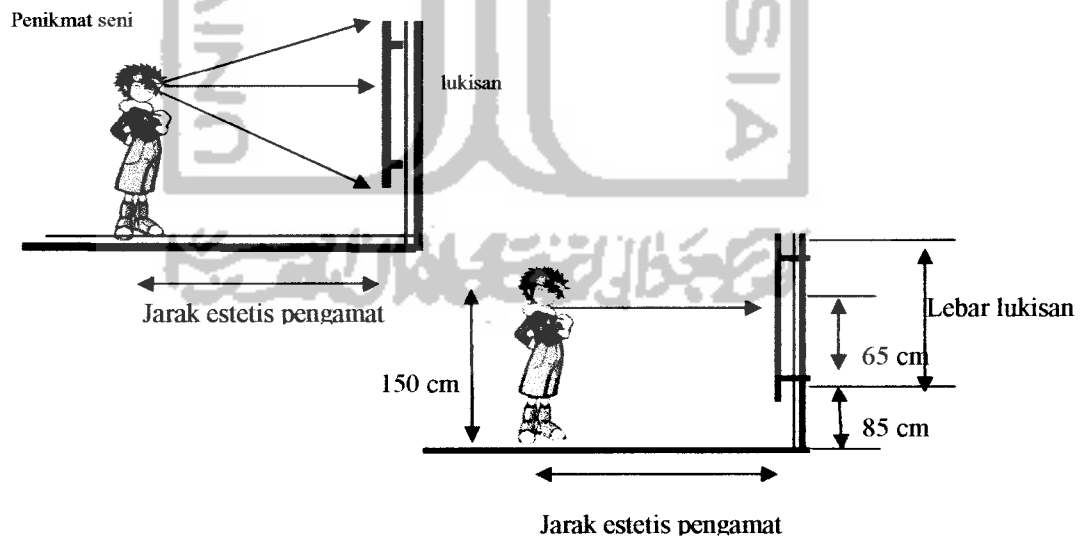 Penikmat seni
lukisan
Jarak estetis pengamat
150 cm
Lebar lukisan
65 cm
85 cm
Jarak estetis pengamat